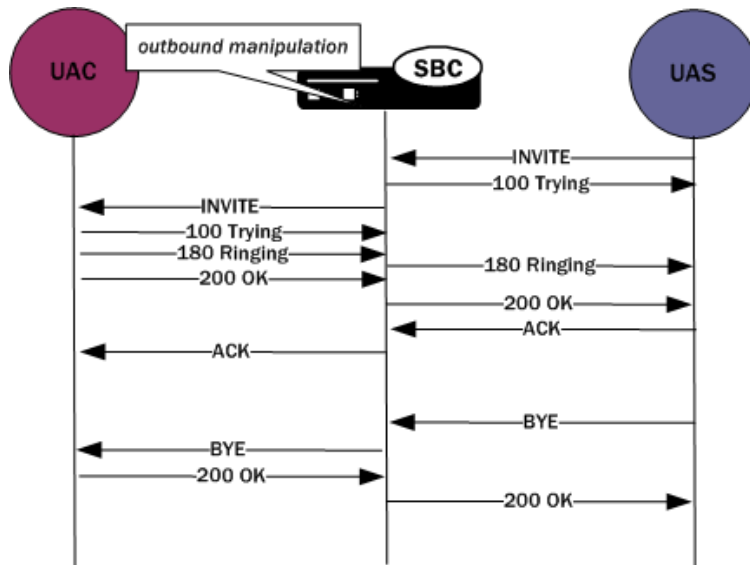 outbound manipulation
UAC
SBC
UAS
INVITE
100 Trying
INVITE
100 Trying
180 Ringing
180 Ringing
200 OK
200 OK
ACK
ACK
BYE
BYE
200 OK
200 OK